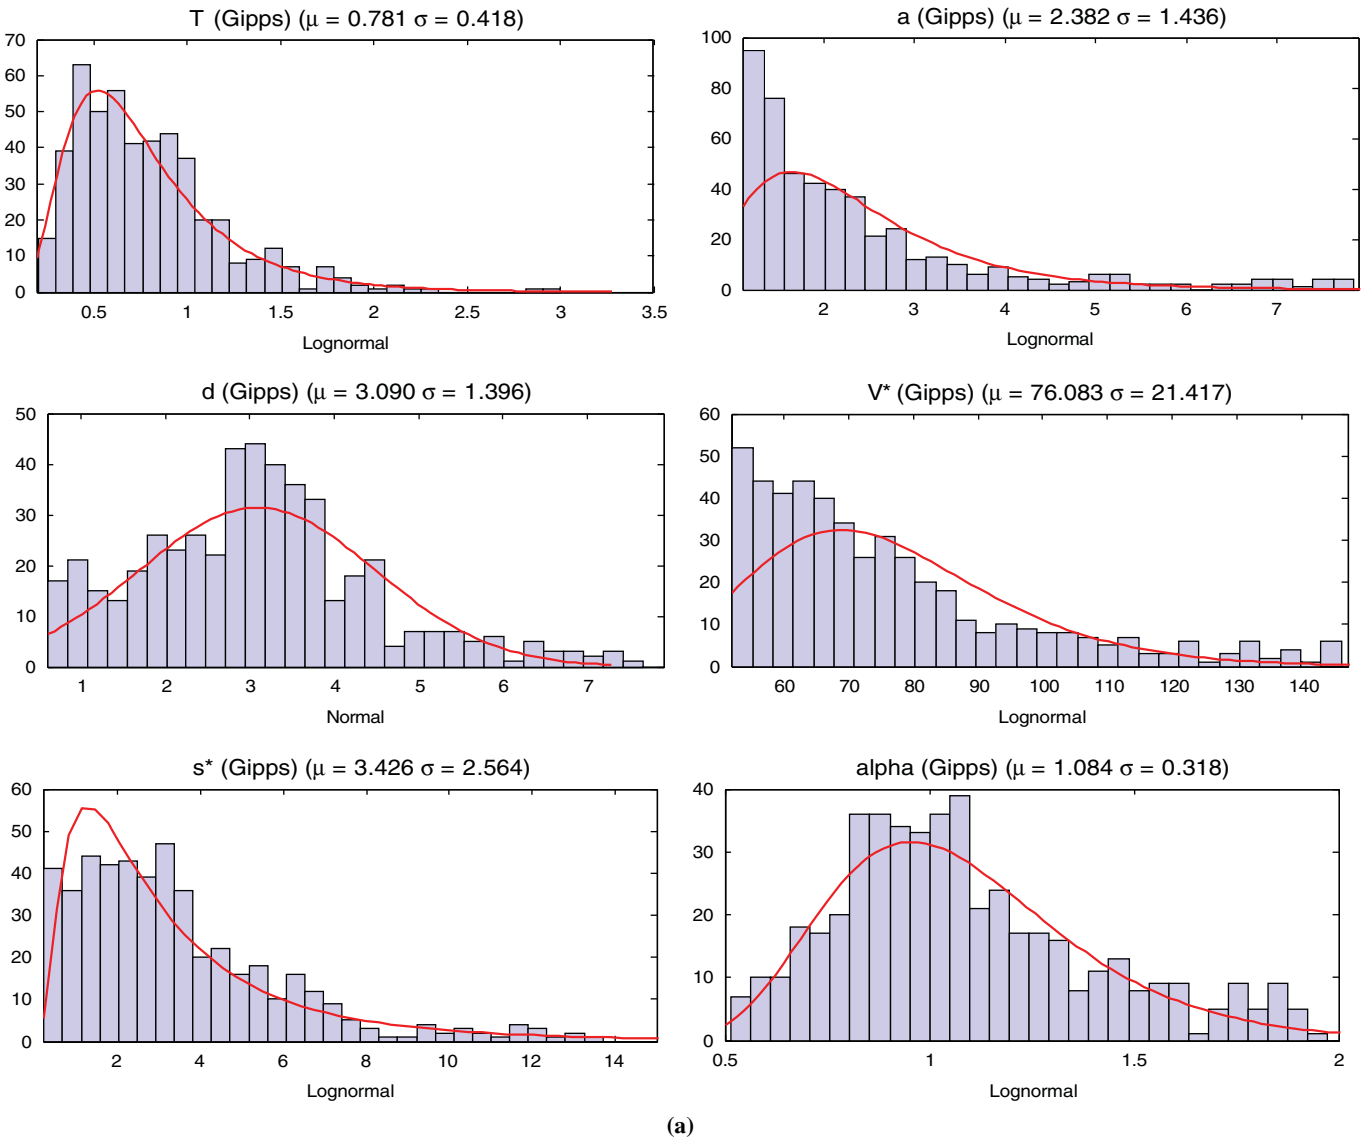 T (Gipps) (μ = 0.781 σ = 0.418)
70
60
50
40
30
20
10
0
0.5 1 1.5 2 2.5 3 3.5
Lognormal
a (Gipps) (μ = 2.382 σ = 1.436)
100
80
60
40
20
0
2 3 4 5 6 7
Lognormal
d (Gipps) (μ = 3.090 σ = 1.396)
50
40
30
20
10
0
1 2 3 4 5 6 7
Normal
V* (Gipps) (μ = 76.083 σ = 21.417)
60
50
40
30
20
10
0
60 70 80 90 100 110 120 130 140
Lognormal
s* (Gipps) (μ = 3.426 σ = 2.564)
60
50
40
30
20
10
0
2 4 6 8 10 12 14
Lognormal
alpha (Gipps) (μ = 1.084 σ = 0.318)
40
30
20
10
0
0.5 1 1.5 2
Lognormal
(a)